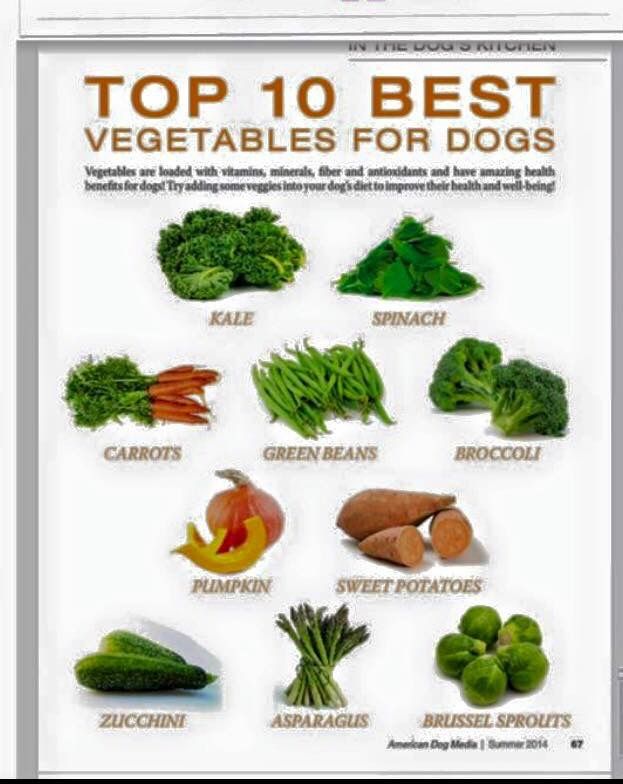 IN THE DOG'S KITCHEN
TOP 10 BEST
VEGETABLES FOR DOGS
Vegetables are loaded with vitamins, minerals, fiber and antioxidants and have amazing health
benefits for dogs! Try adding some veggies into your dog's diet to improve their health and well-being!
KALE
SPINACH
CARROTS
GREEN BEANS
BROCCOLI
PUMPKIN
SWEET POTATOES
ZUCCHINI
ASPARAGUS
BRUSSEL SPROUTS
American Dog Media | Summer 2014 67